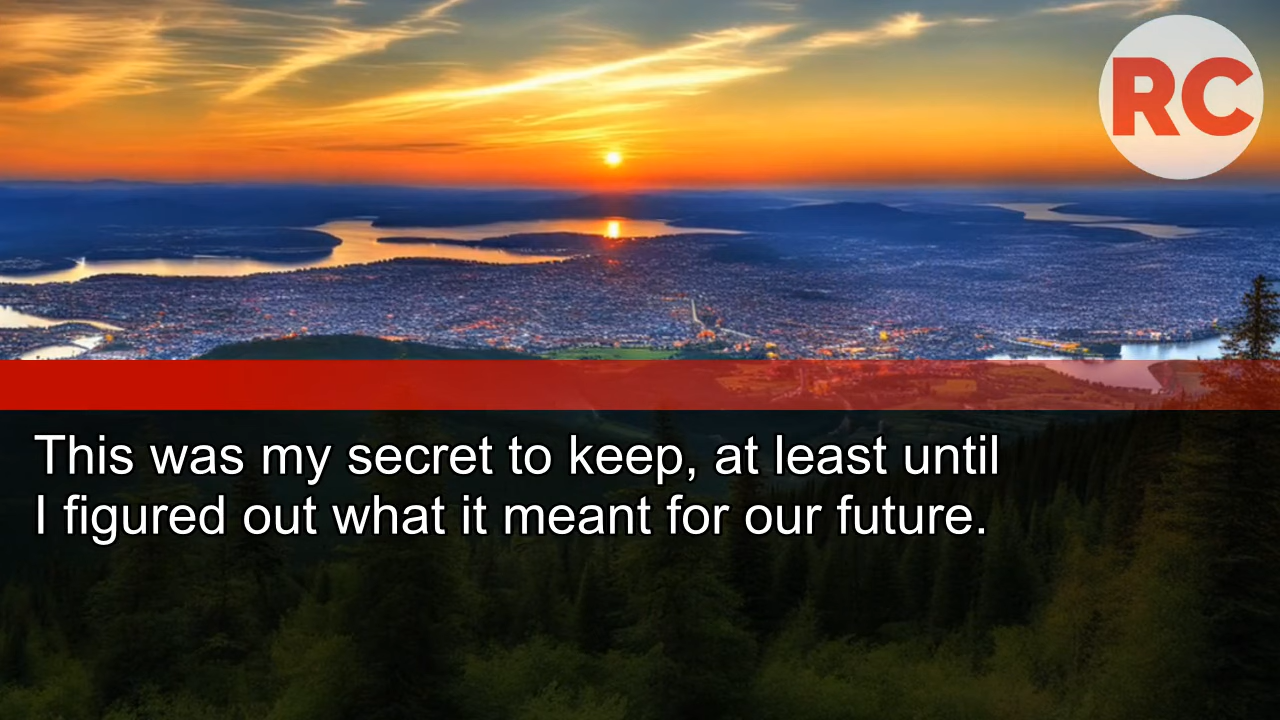 RC
This was my secret to keep, at least until
I figured out what it meant for our future.